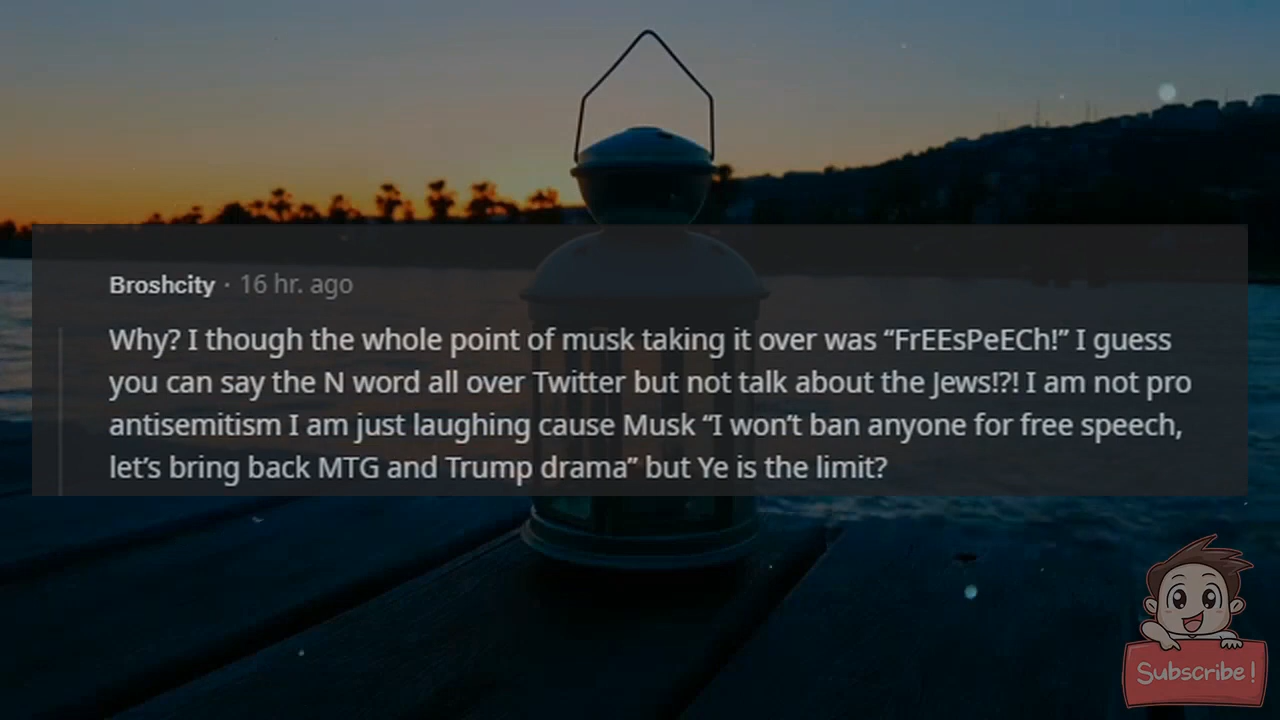 Broshcity · 16 hr. ago
Why? I though the whole point of musk taking it over was “FrEEsPeECh!” I guess
you can say the N word all over Twitter but not talk about the Jews!?! I am not pro
antisemitism I am just laughing cause Musk “I won’t ban anyone for free speech,
let’s bring back MTG and Trump drama” but Ye is the limit?
Subscribe!